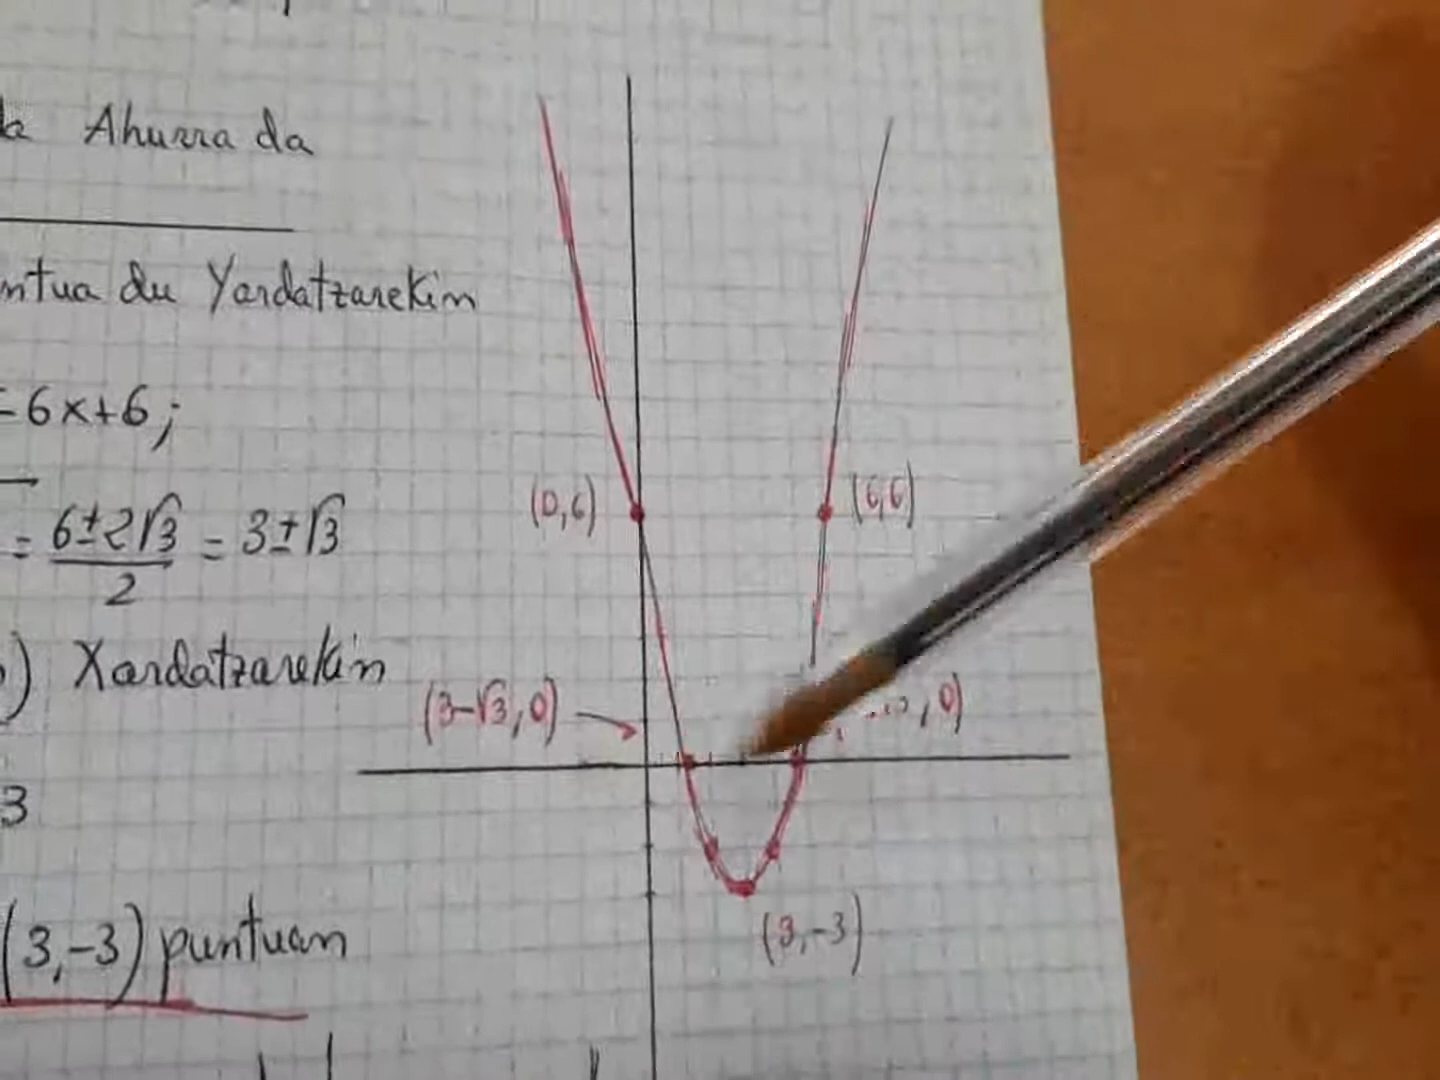 Ahurra da
ntua du Yardatzarekin
-6x+6;
= 6±2√3 / 2 = 3±√3
) Xardatzarekin
3
(3,-3) puntuan
(0,6)
(6,6)
(3-√3,0)
,0)
(3,-3)